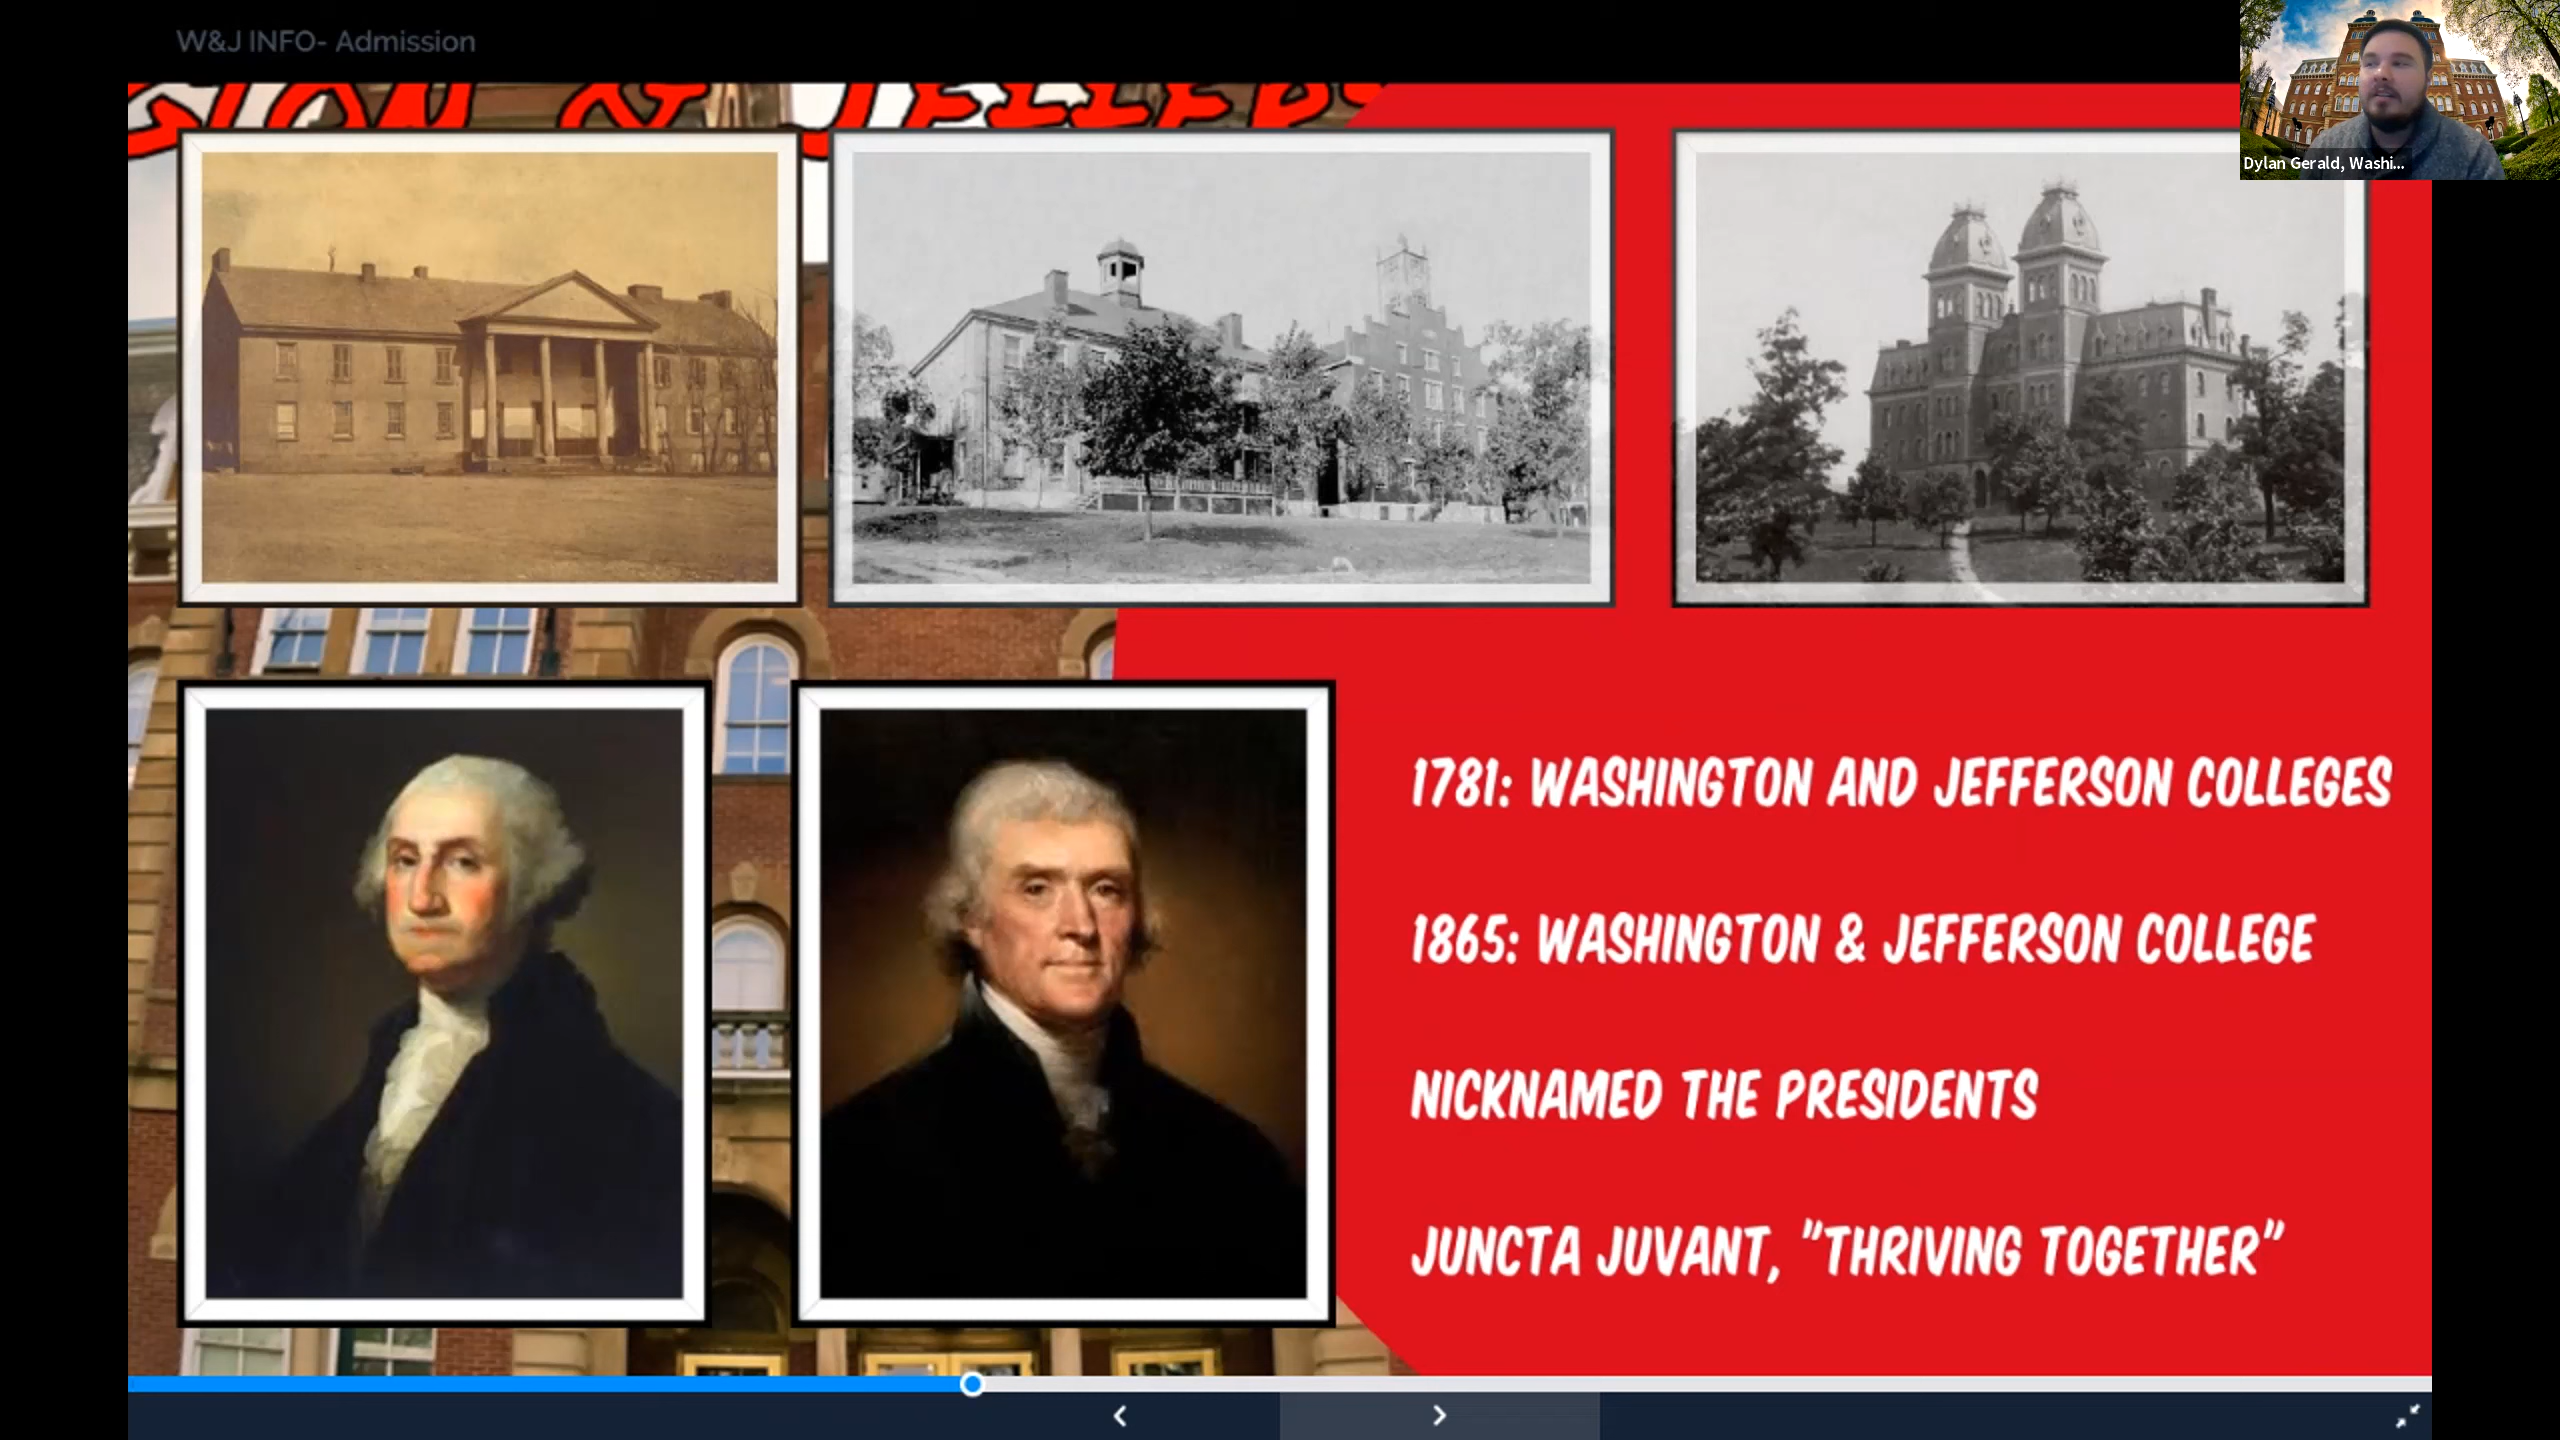 W&J INFO- Admission
Dylan Gerald, Washi...
1781: WASHINGTON AND JEFFERSON COLLEGES
1865: WASHINGTON & JEFFERSON COLLEGE
NICKNAMED THE PRESIDENTS
JUNCTA JUVANT, "THRIVING TOGETHER"